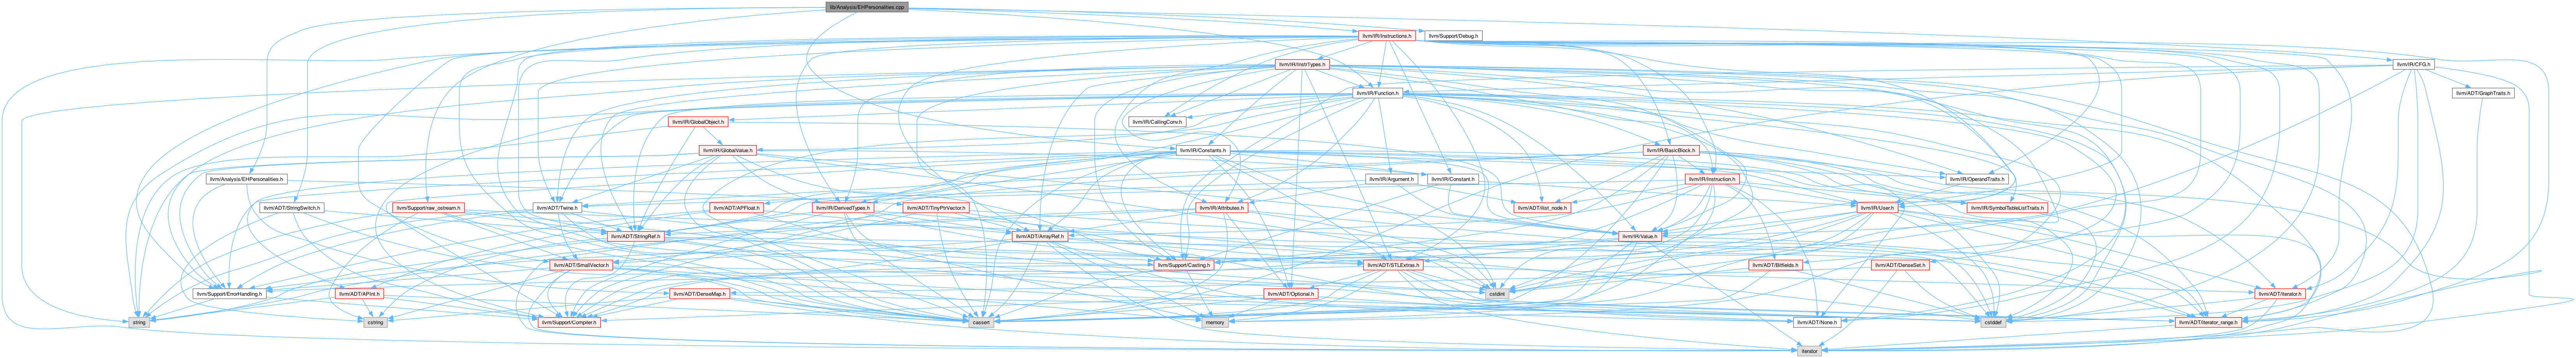 lib/Analysis/EHPersonalities.cpp
llvm/IR/Instructions.h
llvm/Support/Debug.h
llvm/IR/InstrTypes.h
llvm/IR/CFG.h
llvm/IR/Function.h
llvm/ADT/GraphTraits.h
llvm/IR/GlobalObject.h
llvm/IR/CallingConv.h
llvm/IR/GlobalValue.h
llvm/IR/Constants.h
llvm/IR/BasicBlock.h
llvm/Analysis/EHPersonalities.h
llvm/IR/Argument.h
llvm/IR/Constant.h
llvm/IR/Instruction.h
llvm/IR/OperandTraits.h
llvm/ADT/StringSwitch.h
llvm/Support/raw_ostream.h
llvm/ADT/Twine.h
llvm/ADT/APFloat.h
llvm/IR/DerivedTypes.h
llvm/ADT/TinyPtrVector.h
llvm/IR/Attributes.h
llvm/ADT/ilist_node.h
llvm/IR/User.h
llvm/IR/SymbolTableListTraits.h
llvm/ADT/StringRef.h
llvm/ADT/ArrayRef.h
llvm/IR/Value.h
llvm/ADT/SmallVector.h
llvm/Support/Casting.h
llvm/ADT/STLExtras.h
llvm/ADT/Bitfields.h
llvm/ADT/DenseSet.h
llvm/Support/ErrorHandling.h
llvm/ADT/APInt.h
llvm/ADT/DenseMap.h
llvm/ADT/Optional.h
cstdint
llvm/ADT/iterator.h
string
cstring
llvm/Support/Compiler.h
cassert
memory
llvm/ADT/None.h
cstddef
llvm/ADT/iterator_range.h
iterator